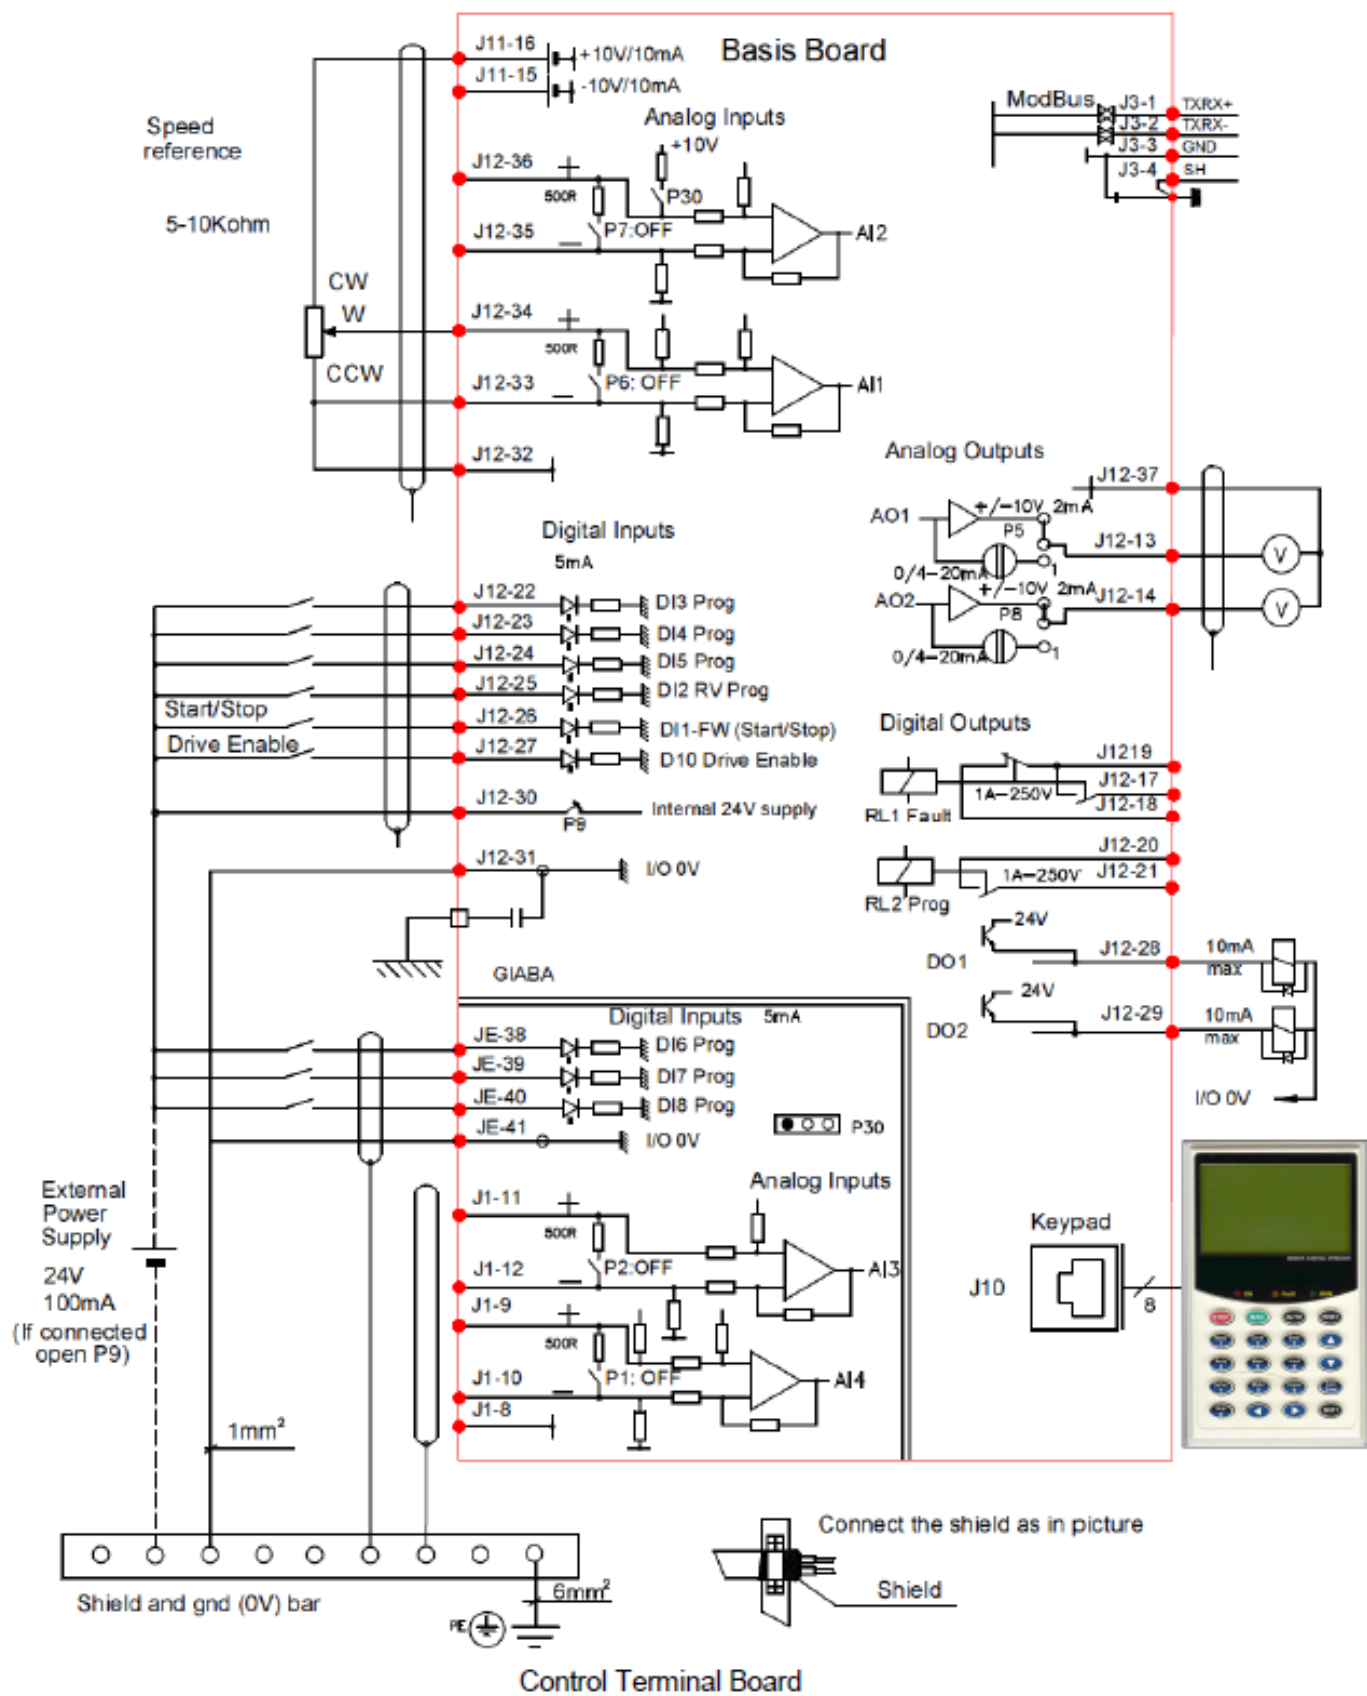 Basis Board
J11-16
+10V/10mA
J11-15
-10V/10mA
Speed
reference
5-10Kohm
CW
W
CCW
Analog Inputs
+10V
J12-36
500R
P30
P7:OFF
J12-35
AI2
J12-34
500R
P6: OFF
J12-33
AI1
J12-32
ModBus
J3-1
TXRX+
J3-2
TXRX-
J3-3
GND
J3-4
SH
Analog Outputs
J12-37
AO1
+/-10V 2mA
P5
J12-13
V
0/4-20mA
1
AO2
+/-10V 2mA
P8
J12-14
V
0/4-20mA
1
Digital Inputs
5mA
J12-22
DI3 Prog
J12-23
DI4 Prog
J12-24
DI5 Prog
J12-25
DI2 RV Prog
Start/Stop
J12-26
DI1-FW (Start/Stop)
Drive Enable
J12-27
D10 Drive Enable
J12-30
P9
Internal 24V supply
J12-31
I/O 0V
GIABA
Digital Outputs
J1219
J12-17
1A-250V
J12-18
RL1 Fault
J12-20
1A-250V
J12-21
RL2 Prog
24V
DO1
J12-28
10mA
max
24V
DO2
J12-29
10mA
max
I/O 0V
Digital Inputs
5mA
JE-38
DI6 Prog
JE-39
DI7 Prog
JE-40
DI8 Prog
JE-41
I/O 0V
P30
Analog Inputs
J1-11
500R
P2:OFF
J1-12
AI3
J1-9
500R
P1: OFF
J1-10
AI4
J1-8
Keypad
J10
8
External
Power
Supply
24V
100mA
(If connected
open P9)
1mm²
Shield and gnd (0V) bar
6mm²
PE
Connect the shield as in picture
Shield
Control Terminal Board